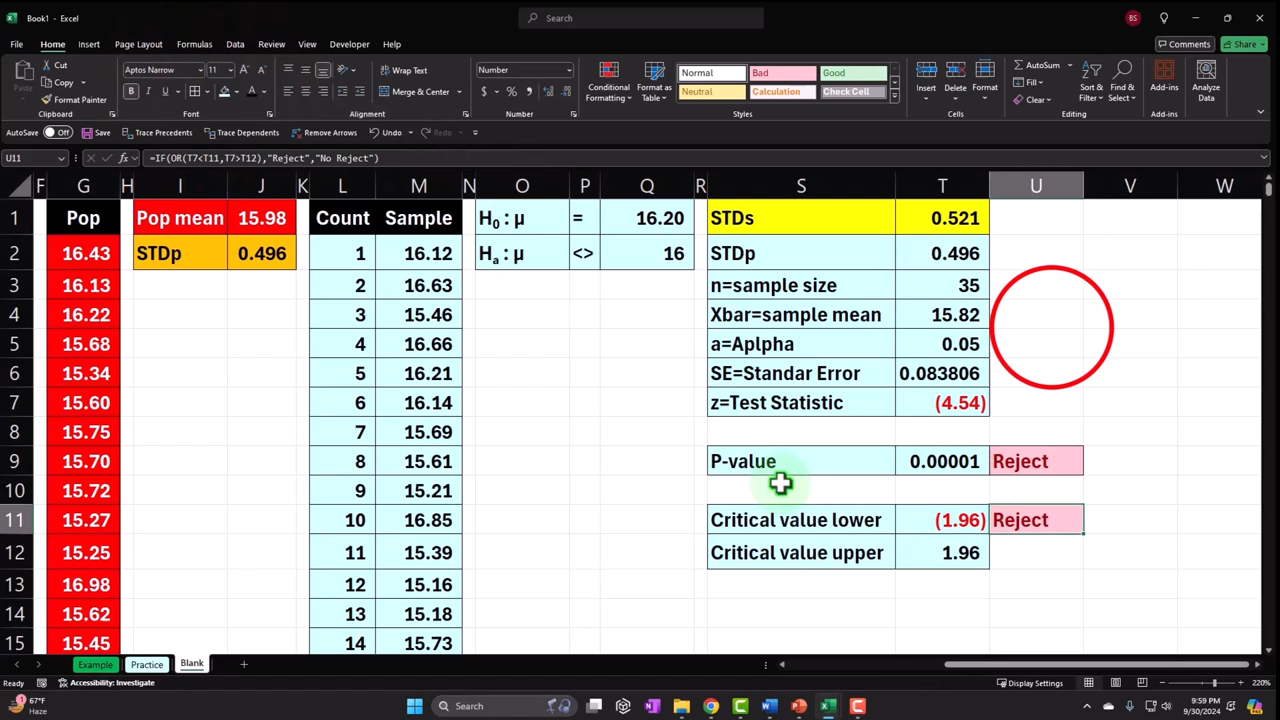 Book1 - Excel
Search
BS
File Home Insert Page Layout Formulas Data Review View Developer Help
Comments Share
Paste
Cut
Copy
Format Painter
Clipboard
Aptos Narrow 11
B I U
Font
Wrap Text
Merge & Center
Alignment
Number
$ % 9
Number
Conditional Formatting
Format as Table
Normal Bad Good
Neutral Calculation Check Cell
Styles
Insert Delete Format
Cells
AutoSum
Fill
Clear
Sort & Filter
Find & Select
Editing
Add-ins
Add-ins
Analyze Data
AutoSave Off Save Trace Precedents Trace Dependents Remove Arrows Undo Redo
U11 fx =IF(OR(T7<T11,T7>T12),"Reject","No Reject")
F G H I J K L M N O P Q R S T U V W
1 Pop Pop mean 15.98 Count Sample H0 : µ = 16.20 STDs 0.521
2 16.43 STDp 0.496 1 16.12 Ha : µ <> 16 STDp 0.496
3 16.13 2 16.63 n=sample size 35
4 16.22 3 15.46 Xbar=sample mean 15.82
5 15.68 4 16.66 a=Aplpha 0.05
6 15.34 5 16.21 SE=Standar Error 0.083806
7 15.60 6 16.14 z=Test Statistic (4.54)
8 15.75 7 15.69
9 15.70 8 15.61 P-value 0.00001 Reject
10 15.72 9 15.21
11 15.27 10 16.85 Critical value lower (1.96) Reject
12 15.25 11 15.39 Critical value upper 1.96
13 16.98 12 15.16
14 15.62 13 15.18
15 15.45 14 15.73
Example Practice Blank
Ready Accessibility: Investigate Display Settings 220%
67°F
Haze
Search
9:59 PM
9/30/2024